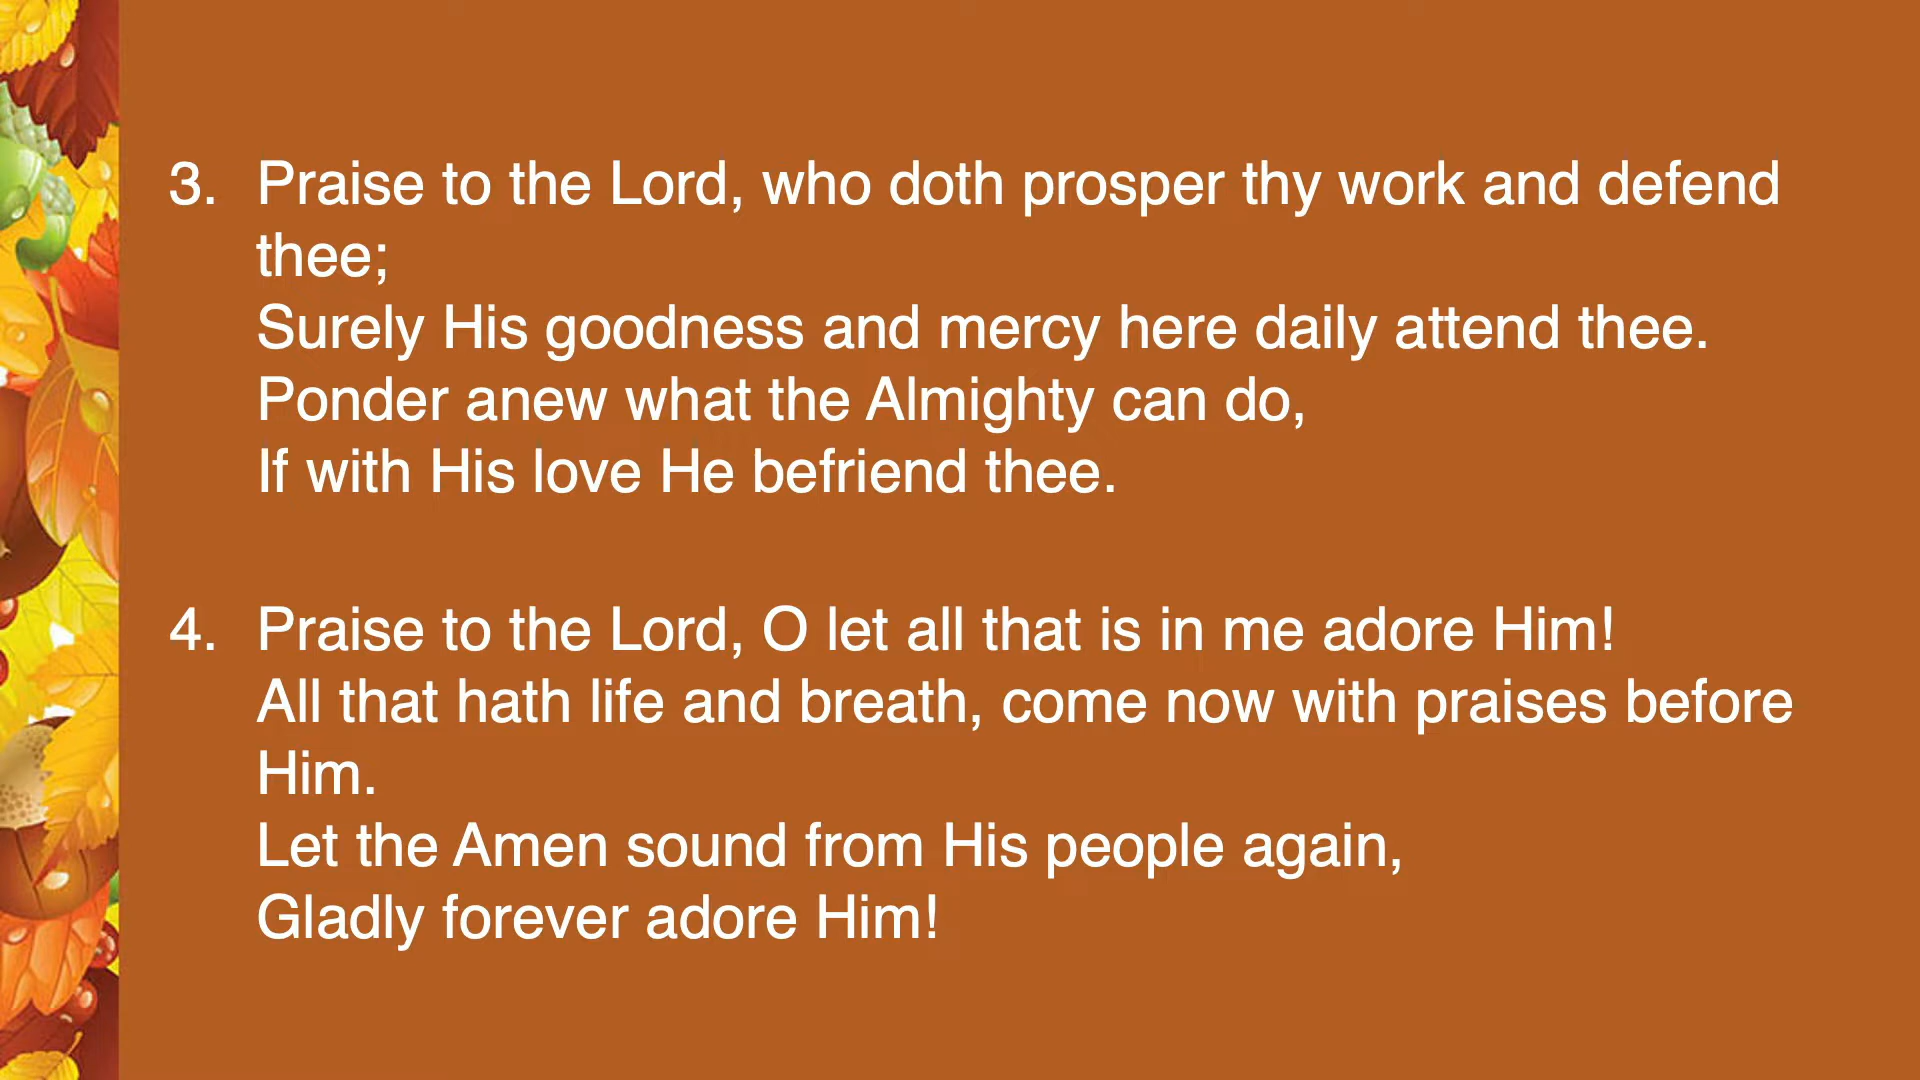 3. Praise to the Lord, who doth prosper thy work and defend
thee;
Surely His goodness and mercy here daily attend thee.
Ponder anew what the Almighty can do,
If with His love He befriend thee.
4. Praise to the Lord, O let all that is in me adore Him!
All that hath life and breath, come now with praises before
Him.
Let the Amen sound from His people again,
Gladly forever adore Him!